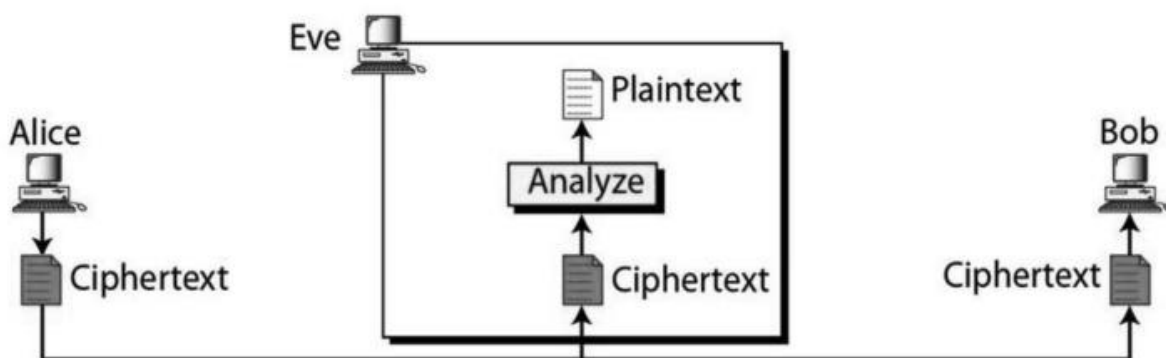 Eve
Plaintext
Alice
Bob
Analyze
Ciphertext
Ciphertext
Ciphertext